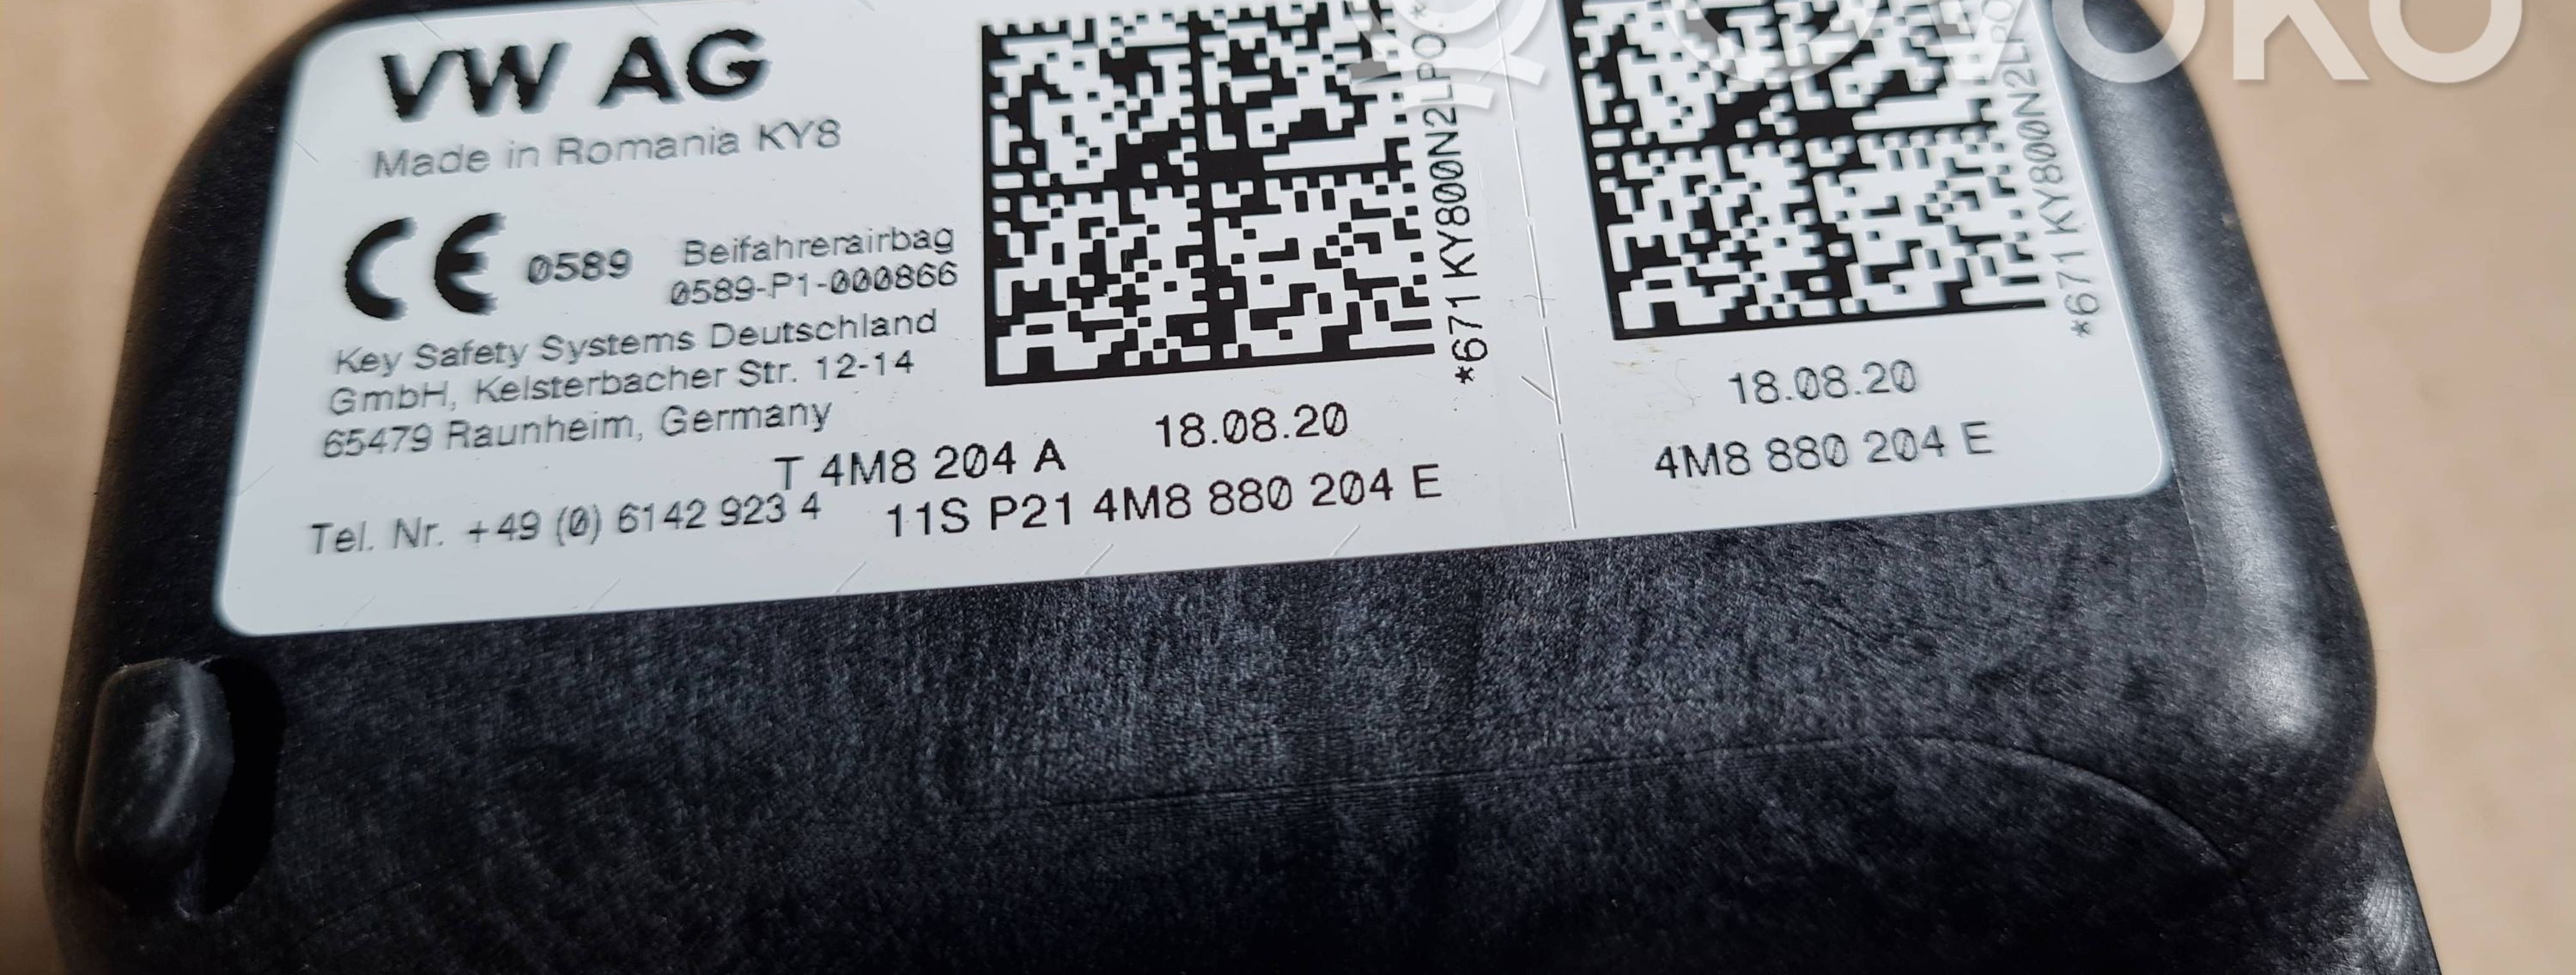 VW AG
Made in Romania KY8
CE 0589
Beifahrerairbag
0589-P1-000866
Key Safety Systems Deutschland
GmbH, Kelsterbacher Str. 12-14
65479 Raunheim, Germany
T 4M8 204 A
Tel. Nr. +49 (0) 6142 923 4
18.08.20
11S P21 4M8 880 204 E
*671 KY800N2LPO
18.08.20
4M8 880 204 E
*671 KY800N2LPO
OVOKO